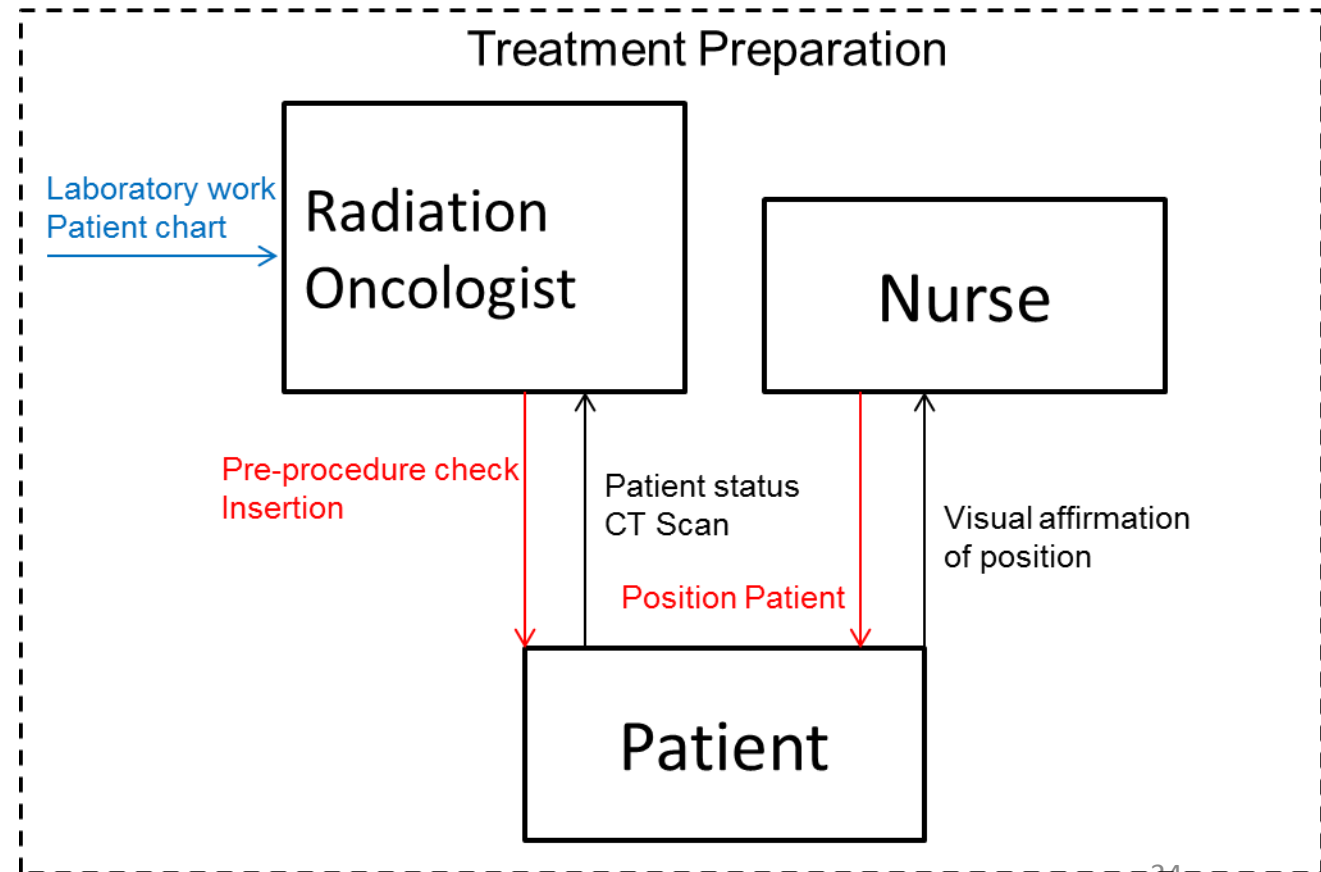 Treatment Preparation
Laboratory work
Patient chart
Radiation
Oncologist
Nurse
Pre-procedure check
Insertion
Patient status
CT Scan
Position Patient
Visual affirmation
of position
Patient